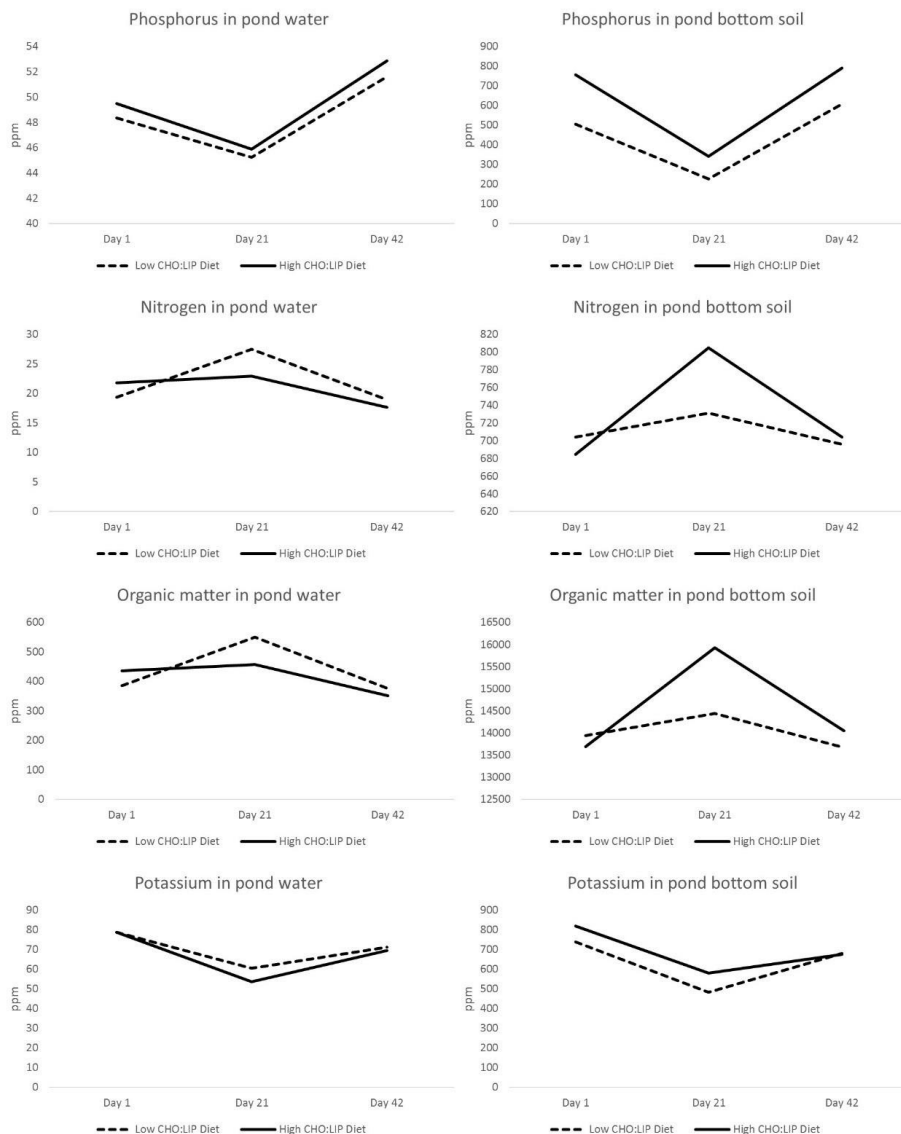 Phosphorus in pond water
54
52
50
48
46
44
42
40
ppm
Day 1 Day 21 Day 42
Low CHO:LIP Diet High CHO:LIP Diet
Phosphorus in pond bottom soil
900
800
700
600
500
400
300
200
100
0
ppm
Day 1 Day 21 Day 42
Low CHO:LIP Diet High CHO:LIP Diet
Nitrogen in pond water
30
25
20
15
10
5
0
ppm
Day 1 Day 21 Day 42
Low CHO:LIP Diet High CHO:LIP Diet
Nitrogen in pond bottom soil
820
800
780
760
740
720
700
680
660
640
620
ppm
Day 1 Day 21 Day 42
Low CHO:LIP Diet High CHO:LIP Diet
Organic matter in pond water
600
500
400
300
200
100
0
ppm
Day 1 Day 21 Day 42
Low CHO:LIP Diet High CHO:LIP Diet
Organic matter in pond bottom soil
16500
16000
15500
15000
14500
14000
13500
13000
12500
ppm
Day 1 Day 21 Day 42
Low CHO:LIP Diet High CHO:LIP Diet
Potassium in pond water
90
80
70
60
50
40
30
20
10
0
ppm
Day 1 Day 21 Day 42
Low CHO:LIP Diet High CHO:LIP Diet
Potassium in pond bottom soil
900
800
700
600
500
400
300
200
100
0
ppm
Day 1 Day 21 Day 42
Low CHO:LIP Diet High CHO:LIP Diet